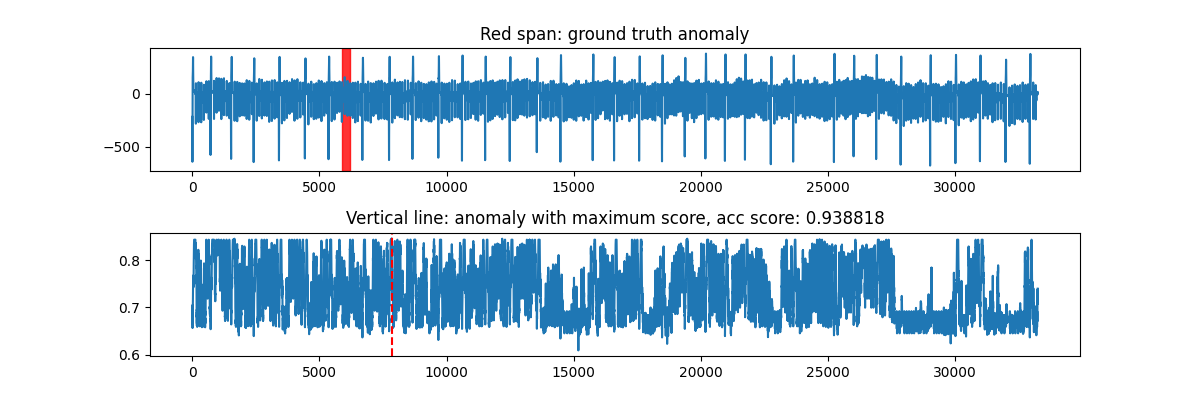 Red span: ground truth anomaly
0
−500
0 5000 10000 15000 20000 25000 30000
Vertical line: anomaly with maximum score, acc score: 0.938818
0.8
0.7
0.6
0 5000 10000 15000 20000 25000 30000